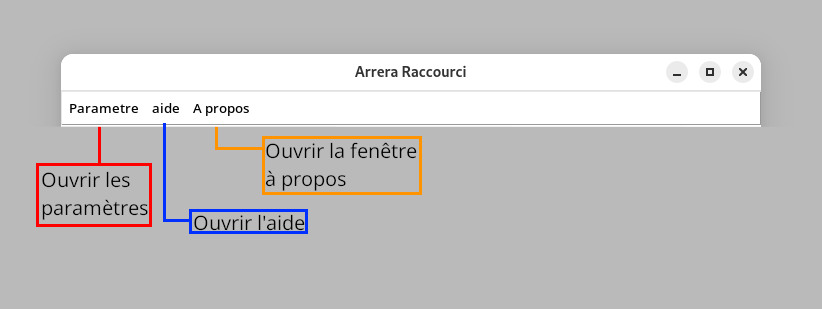 Arrera Raccourci
Parametre aide A propos
Ouvrir la fenêtre
à propos
Ouvrir les
paramètres
Ouvrir l'aide